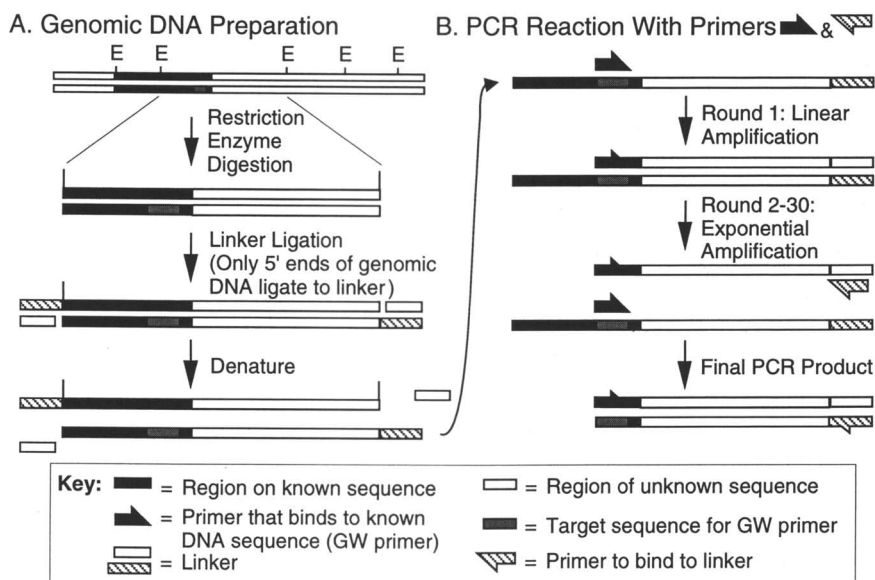 A. Genomic DNA Preparation
E E E E E
Restriction
Enzyme
Digestion
Linker Ligation
(Only 5' ends of genomic
DNA ligate to linker)
Denature
B. PCR Reaction With Primers &
Round 1: Linear
Amplification
Round 2-30:
Exponential
Amplification
Final PCR Product
Key:
= Region on known sequence
= Primer that binds to known
DNA sequence (GW primer)
= Linker
= Region of unknown sequence
= Target sequence for GW primer
= Primer to bind to linker